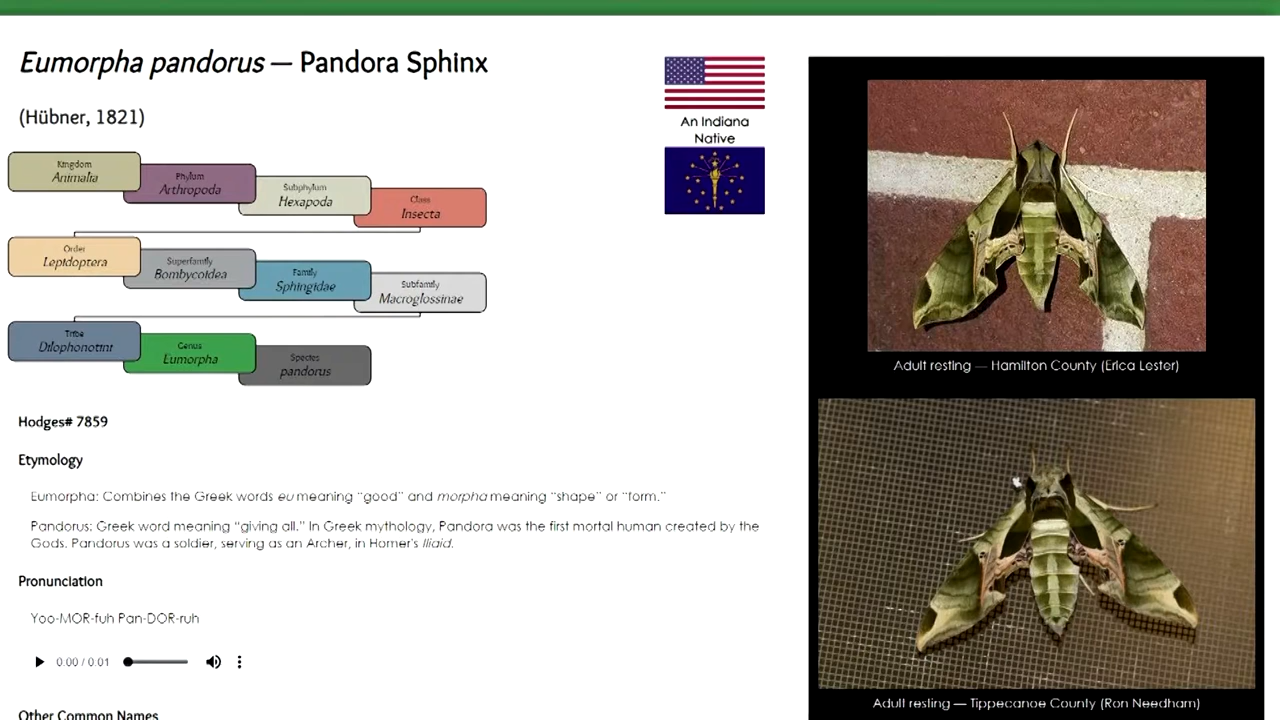 Eumorpha pandorus — Pandora Sphinx
(Hübner, 1821)
An Indiana
Native
Kingdom
Animalia
Phylum
Arthropoda
Subphylum
Hexapoda
Class
Insecta
Order
Lepidoptera
Superfamily
Bombycoidea
Family
Sphingidae
Subfamily
Macroglossinae
Tribe
Dilophonotini
Genus
Eumorpha
Species
pandorus
Hodges# 7859
Etymology
Eumorpha: Combines the Greek words eu meaning “good” and morpha meaning “shape” or “form.”
Pandorus: Greek word meaning “giving all.” In Greek mythology, Pandora was the first mortal human created by the
Gods. Pandorus was a soldier, serving as an Archer, in Homer's Iliaid.
Pronunciation
Yoo-MOR-fuh Pan-DOR-ruh
0:00 / 0:01
Other Common Names
Adult resting — Hamilton County (Erica Lester)
Adult resting — Tippecanoe County (Ron Needham)